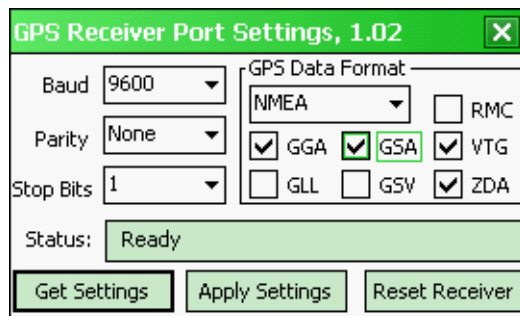 GPS Receiver Port Settings, 1.02
Baud 9600
Parity None
Stop Bits 1
GPS Data Format
NMEA
RMC
GGA GSA VTG
GLL GSV ZDA
Status: Ready
Get Settings Apply Settings Reset Receiver